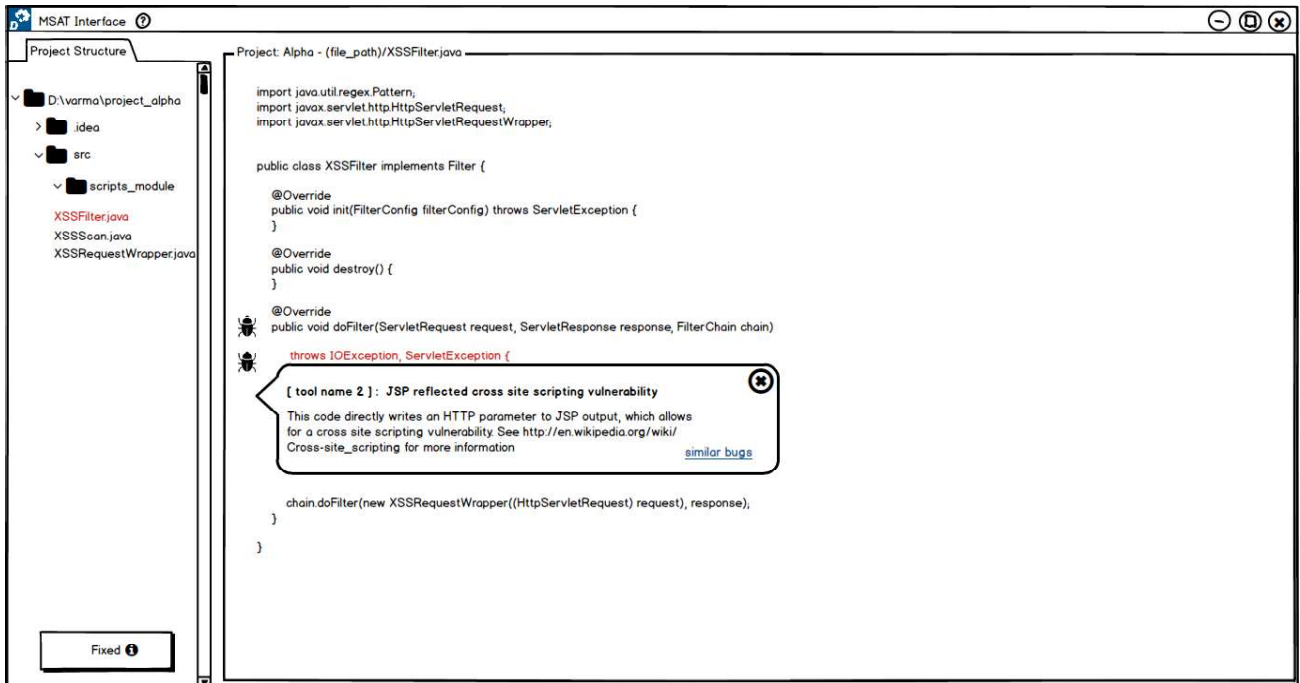 MSAT Interface ?
Project Structure
D:\varma\project_alpha
.idea
src
scripts_module
XSSFilter.java
XSSScan.java
XSSRequestWrapper.java
Fixed i
Project: Alpha - (file_path)/XSSFilter.java
import java.util.regex.Pattern;
import javax.servlet.http.HttpServletRequest;
import javax.servlet.http.HttpServletRequestWrapper;
public class XSSFilter implements Filter {
@Override
public void init(FilterConfig filterConfig) throws ServletException {
}
@Override
public void destroy() {
}
@Override
public void doFilter(ServletRequest request, ServletResponse response, FilterChain chain)
throws IOException, ServletException {
[ tool name 2 ] : JSP reflected cross site scripting vulnerability
This code directly writes an HTTP parameter to JSP output, which allows
for a cross site scripting vulnerability. See http://en.wikipedia.org/wiki/
Cross-site_scripting for more information
similar bugs
chain.doFilter(new XSSRequestWrapper((HttpServletRequest) request), response);
}
}